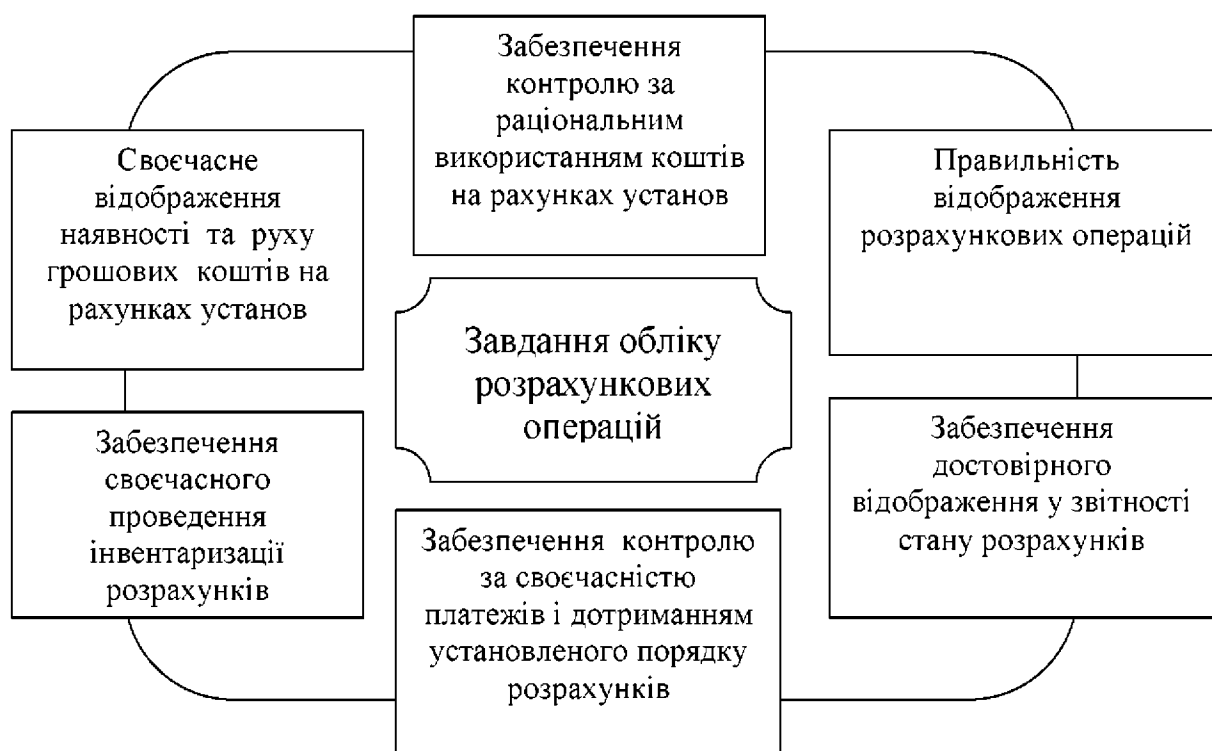 Забезпечення
контролю за
раціональним
використанням коштів
на рахунках установ
Своєчасне
відображення
наявності та руху
грошових коштів на
рахунках установ
Правильність
відображення
розрахункових операцій
Завдання обліку
розрахункових
операцій
Забезпечення
своєчасного
проведення
інвентаризації
розрахунків
Забезпечення
достовірного
відображення у звітності
стану розрахунків
Забезпечення контролю
за своєчасністю
платежів і дотриманням
установленого порядку
розрахунків